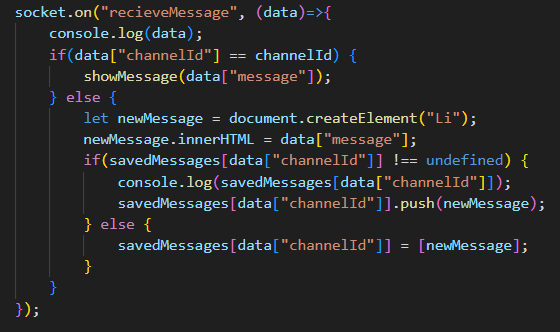 socket.on("recieveMessage", (data)=>{
    console.log(data);
    if(data["channelId"] == channelId) {
        showMessage(data["message"]);
    } else {
        let newMessage = document.createElement("Li");
        newMessage.innerHTML = data["message"];
        if(savedMessages[data["channelId"]] !== undefined) {
            console.log(savedMessages[data["channelId"]]);
            savedMessages[data["channelId"]].push(newMessage);
        } else {
            savedMessages[data["channelId"]] = [newMessage];
        }
    }
});